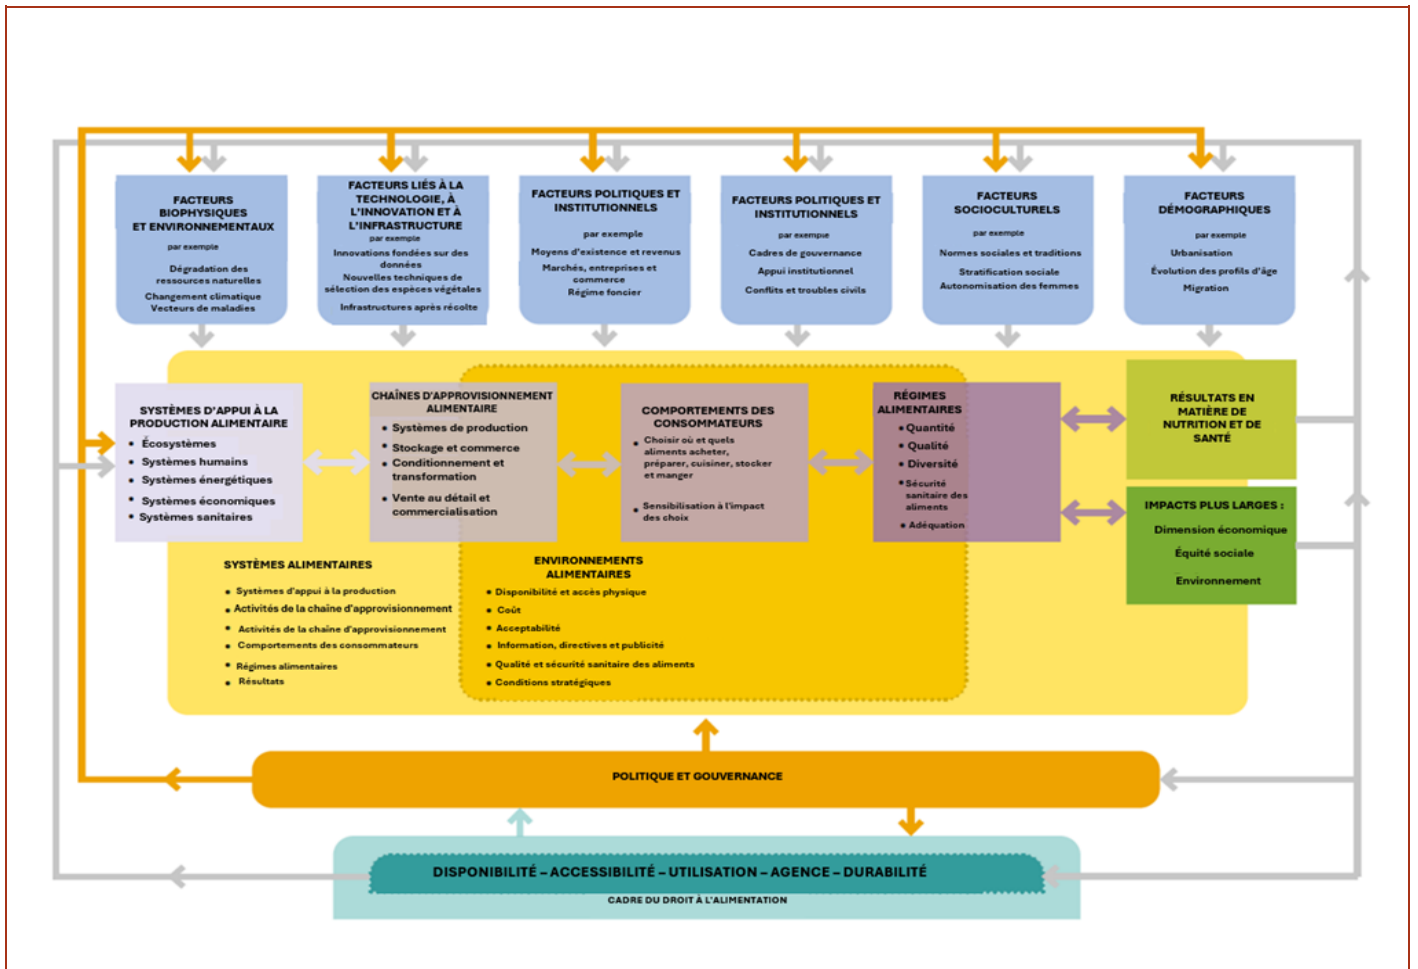 FACTEURS
BIOPHYSIQUES
ET ENVIRONNEMENTAUX
par exemple
Dégradation des
ressources naturelles
Changement climatique
Vecteurs de maladies
FACTEURS LIÉS À LA
TECHNOLOGIE, À
L'INNOVATION ET À
L'INFRASTRUCTURE
par exemple
Innovations fondées sur des
données
Nouvelles techniques de
sélection des espèces végétales
Infrastructures après récolte
FACTEURS POLITIQUES ET
INSTITUTIONNELS
par exemple
Moyens d'existence et revenus
Marchés, entreprises et
commerce
Régime foncier
FACTEURS POLITIQUES ET
INSTITUTIONNELS
par exemple
Cadres de gouvernance
Appui institutionnel
Conflits et troubles civils
FACTEURS
SOCIOCULTURELS
par exemple
Normes sociales et traditions
Stratification sociale
Autonomisation des femmes
FACTEURS
DÉMOGRAPHIQUES
par exemple
Urbanisation
Évolution des profils d'âge
Migration
SYSTÈMES D'APPUI À LA
PRODUCTION ALIMENTAIRE
• Écosystèmes
• Systèmes humains
• Systèmes énergétiques
• Systèmes économiques
• Systèmes sanitaires
CHAÎNES D'APPROVISIONNEMENT
ALIMENTAIRE
• Systèmes de production
• Stockage et commerce
• Conditionnement et
transformation
• Vente au détail et
commercialisation
COMPORTEMENTS DES
CONSOMMATEURS
• Choisir où et quels
aliments acheter,
préparer, cuisiner, stocker
et manger
• Sensibilisation à l'impact
des choix
RÉGIMES
ALIMENTAIRES
• Quantité
• Qualité
• Diversité
• Sécurité
sanitaire des
aliments
• Adéquation
RÉSULTATS EN
MATIÈRE DE
NUTRITION ET DE
SANTÉ
IMPACTS PLUS LARGES :
Dimension économique
Équité sociale
Environnement
SYSTÈMES ALIMENTAIRES
• Systèmes d'appui à la production
• Activités de la chaîne d'approvisionnement
• Activités de la chaîne d'approvisionnement
• Comportements des consommateurs
• Régimes alimentaires
• Résultats
ENVIRONNEMENTS
ALIMENTAIRES
• Disponibilité et accès physique
• Coût
• Acceptabilité
• Information, directives et publicité
• Qualité et sécurité sanitaire des aliments
• Conditions stratégiques
POLITIQUE ET GOUVERNANCE
DISPONIBILITÉ – ACCESSIBILITÉ – UTILISATION – AGENCE – DURABILITÉ
CADRE DU DROIT À L'ALIMENTATION